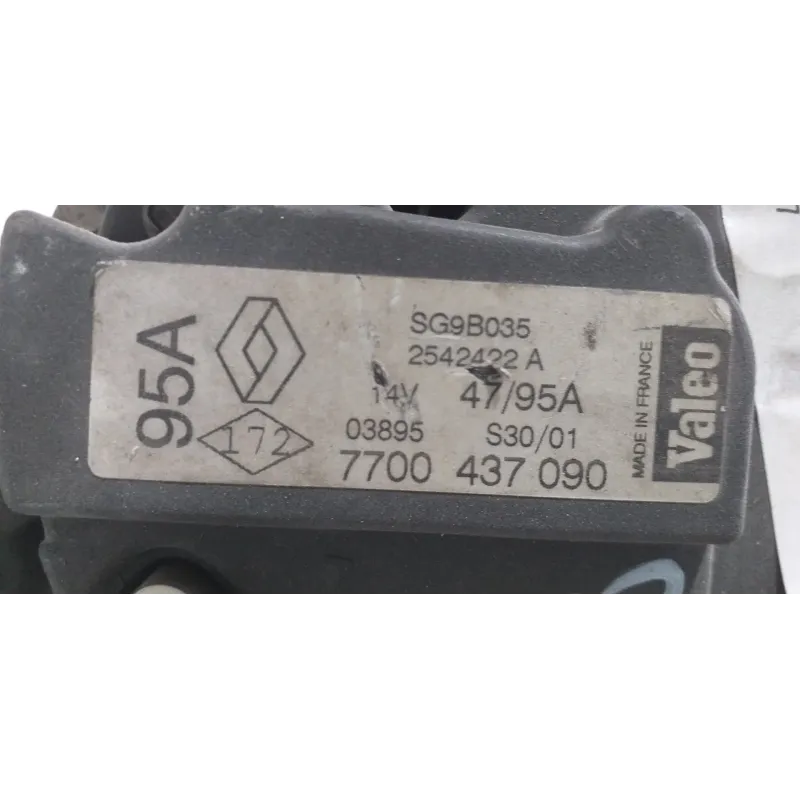 95A
172
SG9B035
2542422 A
14V 47/95A
03895 S30/01
7700 437 090
MADE IN FRANCE
Valeo